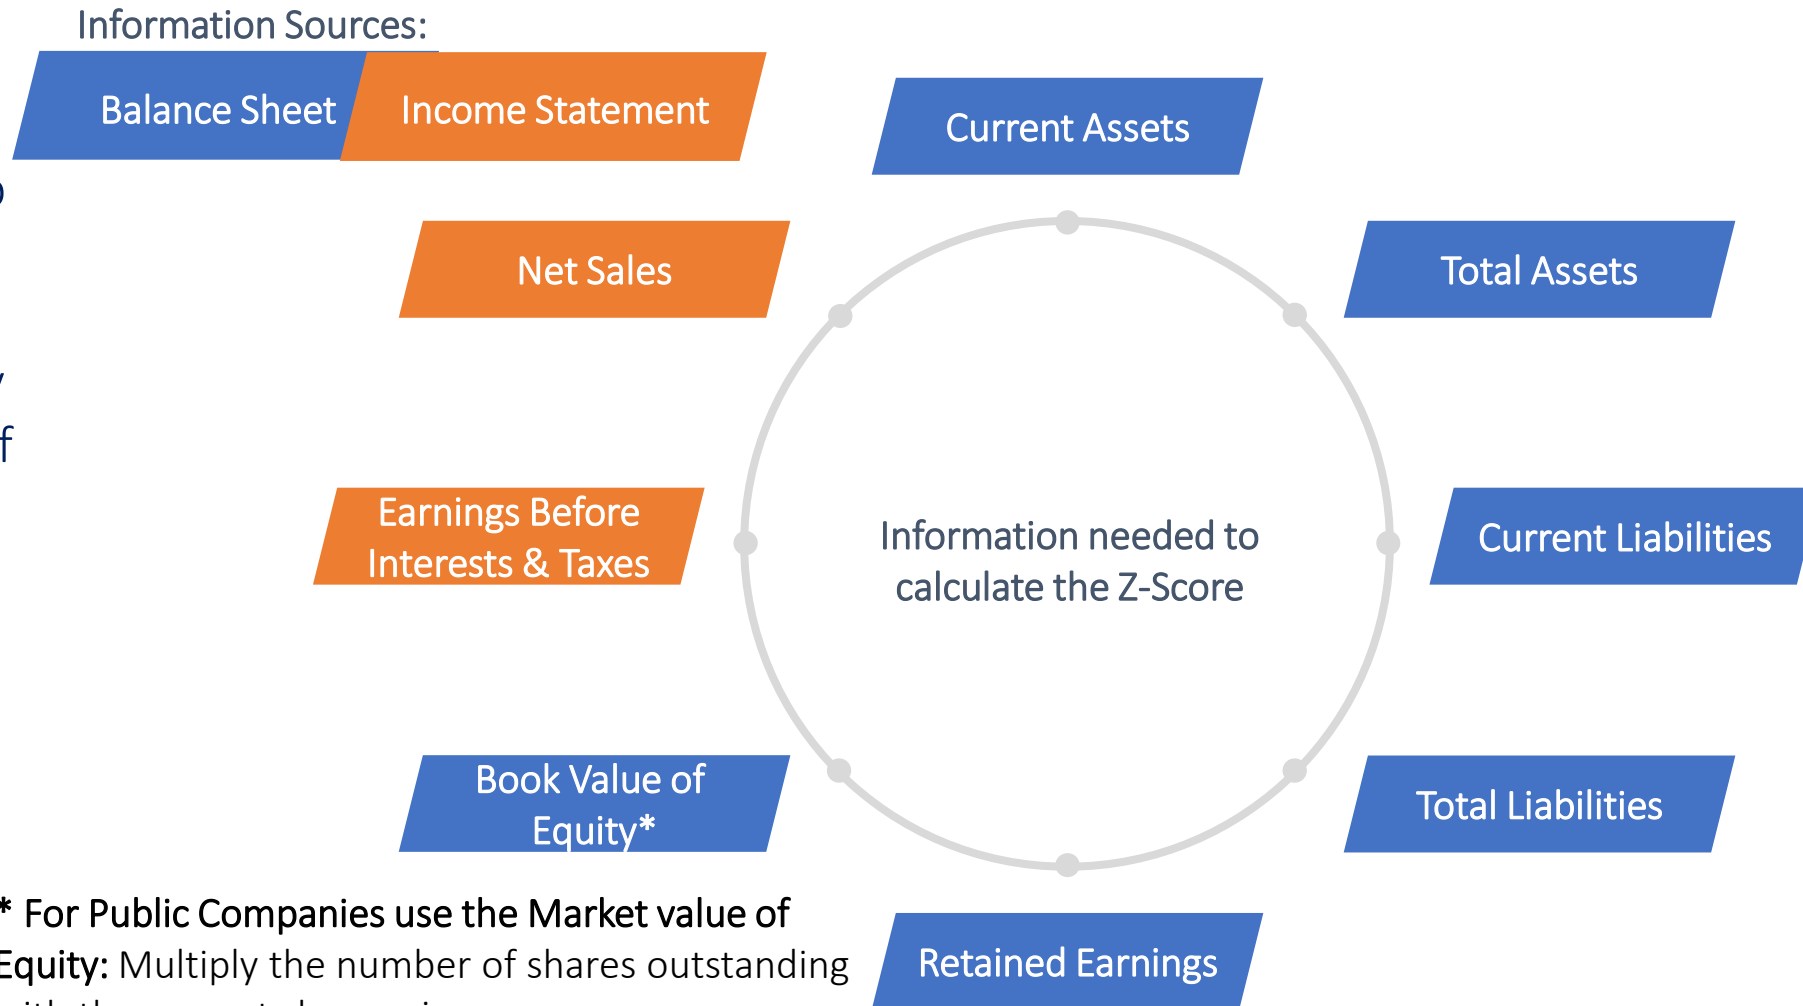 Information Sources:
Balance Sheet
Income Statement
Current Assets
Net Sales
Total Assets
Earnings Before
Interests & Taxes
Information needed to
calculate the Z-Score
Current Liabilities
Book Value of
Equity*
Total Liabilities
* For Public Companies use the Market value of
Equity: Multiply the number of shares outstanding
Retained Earnings